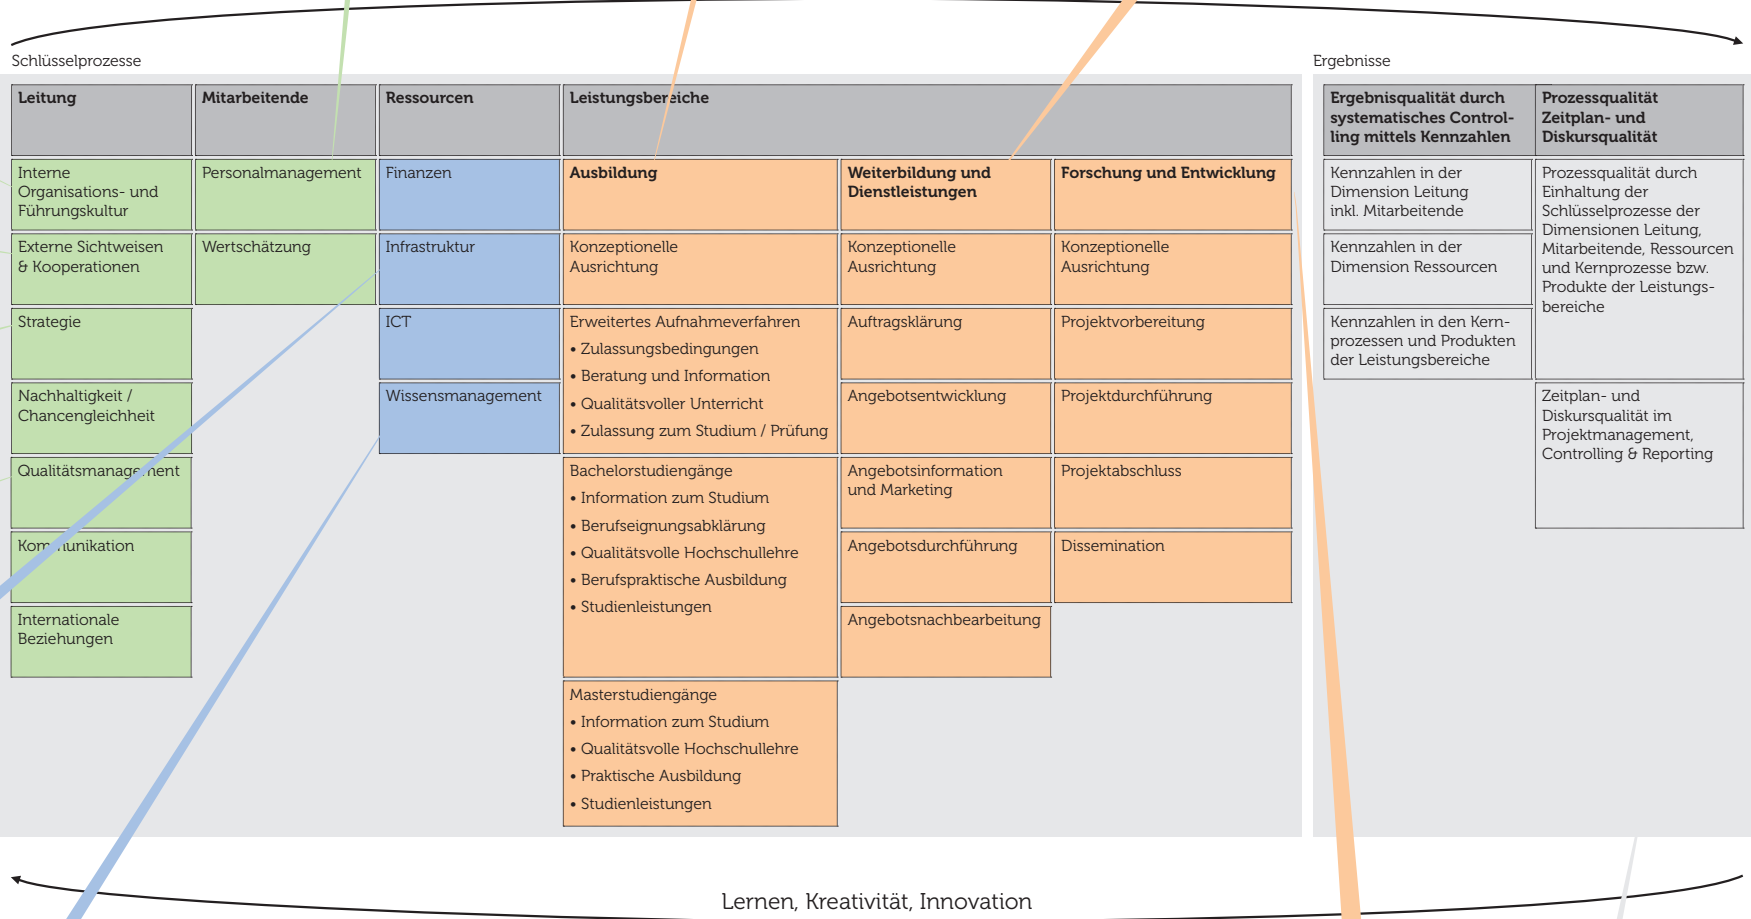 Schlüsselprozesse
Leitung
Interne
Organisations- und
Führungskultur
Externe Sichtweisen
& Kooperationen
Strategie
Nachhaltigkeit /
Chancengleichheit
Qualitätsmanagement
Kommunikation
Internationale
Beziehungen
Mitarbeitende
Personalmanagement
Wertschätzung
Ressourcen
Finanzen
Infrastruktur
ICT
Wissensmanagement
Leistungsbereiche
Ausbildung
Konzeptionelle
Ausrichtung
Erweitertes Aufnahmeverfahren
• Zulassungsbedingungen
• Beratung und Information
• Qualitätsvoller Unterricht
• Zulassung zum Studium / Prüfung
Bachelorstudiengänge
• Information zum Studium
• Berufseignungsabklärung
• Qualitätsvolle Hochschullehre
• Berufspraktische Ausbildung
• Studienleistungen
Masterstudiengänge
• Information zum Studium
• Qualitätsvolle Hochschullehre
• Praktische Ausbildung
• Studienleistungen
Weiterbildung und
Dienstleistungen
Konzeptionelle
Ausrichtung
Auftragsklärung
Angebotsentwicklung
Angebotsinformation
und Marketing
Angebotsdurchführung
Angebotsnachbearbeitung
Forschung und Entwicklung
Konzeptionelle
Ausrichtung
Projektvorbereitung
Projektdurchführung
Projektabschluss
Dissemination
Ergebnisse
Ergebnisqualität durch
systematisches Control-
ling mittels Kennzahlen
Kennzahlen in der
Dimension Leitung
inkl. Mitarbeitende
Kennzahlen in der
Dimension Ressourcen
Kennzahlen in den Kern-
prozessen und Produkten
der Leistungsbereiche
Prozessqualität
Zeitplan- und
Diskursqualität
Prozessqualität durch
Einhaltung der
Schlüsselprozesse der
Dimensionen Leitung,
Mitarbeitende, Ressourcen
und Kernprozesse bzw.
Produkte der Leistungs-
bereiche
Zeitplan- und
Diskursqualität im
Projektmanagement,
Controlling & Reporting
Lernen, Kreativität, Innovation